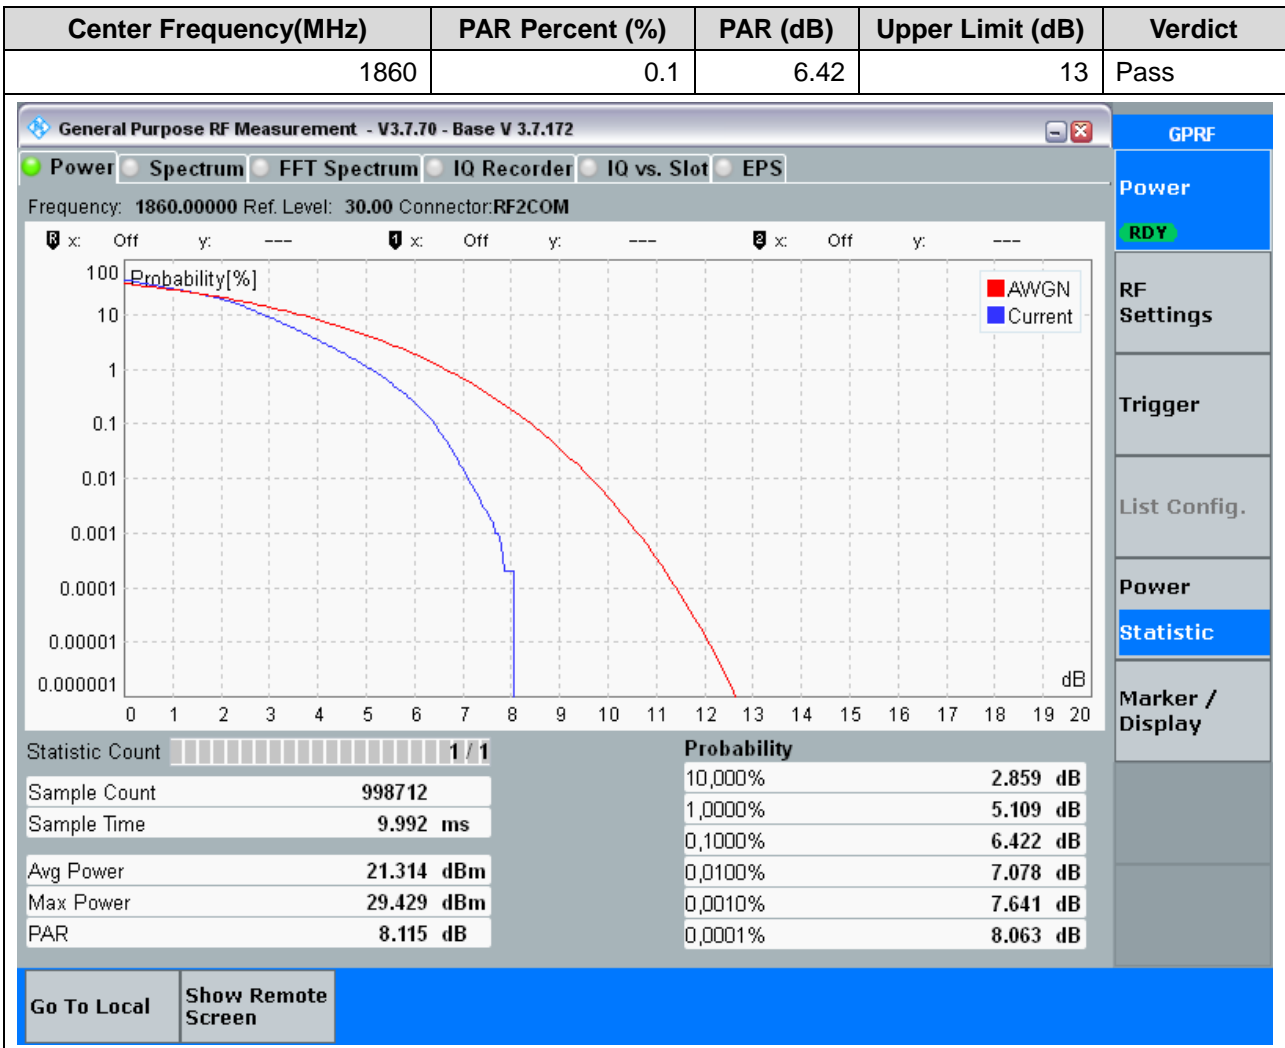 Center Frequency(MHz) PAR Percent (%) PAR (dB) Upper Limit (dB) Verdict
1860 0.1 6.42 13 Pass
General Purpose RF Measurement - V3.7.70 - Base V 3.7.172
GPRF
Power Spectrum FFT Spectrum IQ Recorder IQ vs. Slot EPS
Power
RDY
Frequency: 1860.00000 Ref. Level: 30.00 Connector:RF2COM
R x: Off y: --- 1 x: Off y: --- 2 x: Off y: ---
Probability[%]
AWGN
Current
100
10
1
0.1
0.01
0.001
0.0001
0.00001
0.000001
dB
0 1 2 3 4 5 6 7 8 9 10 11 12 13 14 15 16 17 18 19 20
RF
Settings
Trigger
List Config.
Power
Statistic
Marker /
Display
Statistic Count 1 / 1
Sample Count 998712
Sample Time 9.992 ms
Avg Power 21.314 dBm
Max Power 29.429 dBm
PAR 8.115 dB
Probability
10,000% 2.859 dB
1,0000% 5.109 dB
0,1000% 6.422 dB
0,0100% 7.078 dB
0,0010% 7.641 dB
0,0001% 8.063 dB
Go To Local
Show Remote
Screen